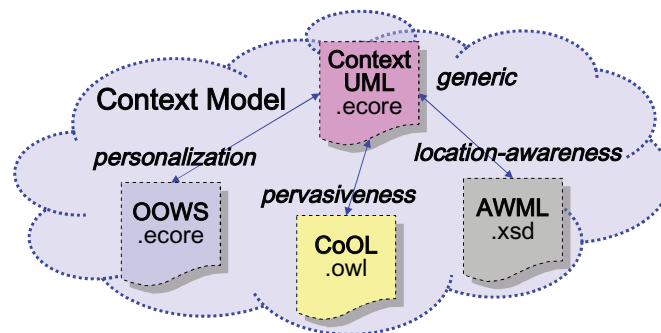 Context
UML
.ecore
generic
Context Model
personalization
location-awareness
pervasiveness
OOWS
.ecore
CoOL
.owl
AWML
.xsd